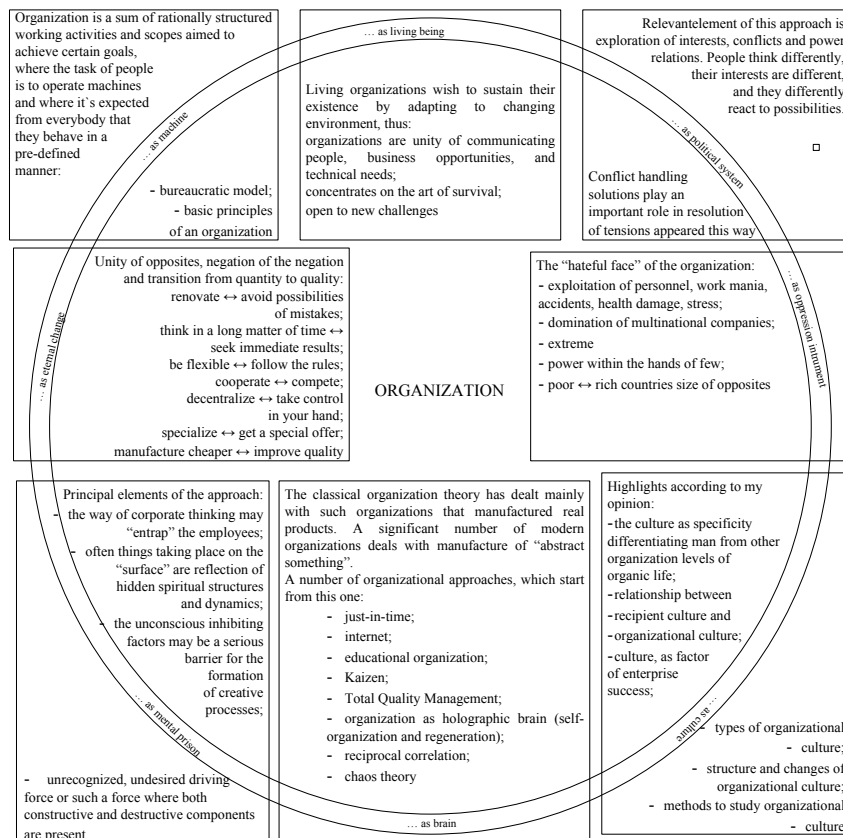 Organization is a sum of rationally structured
working activities and scopes aimed to
achieve certain goals,
where the task of people
is to operate machines
and where it`s expected
from everybody that
they behave in a
pre-defined
manner:
- bureaucratic model;
- basic principles
of an organization
… as machine
… as living being
Living organizations wish to sustain their
existence by adapting to changing
environment, thus:
organizations are unity of communicating
people, business opportunities, and
technical needs;
concentrates on the art of survival;
open to new challenges
Relevantelement of this approach is
exploration of interests, conflicts and power
relations. People think differently,
their interests are different,
and they differently
react to possibilities.
Conflict handling
solutions play an
important role in resolution
of tensions appeared this way
… as political system
Unity of opposites, negation of the negation
and transition from quantity to quality:
renovate ↔ avoid possibilities
of mistakes;
think in a long matter of time ↔
seek immediate results;
be flexible ↔ follow the rules;
cooperate ↔ compete;
decentralize ↔ take control
in your hand;
specialize ↔ get a special offer;
manufacture cheaper ↔ improve quality
… as eternal change
ORGANIZATION
The “hateful face” of the organization:
- exploitation of personnel, work mania,
accidents, health damage, stress;
- domination of multinational companies;
- extreme
- power within the hands of few;
- poor ↔ rich countries size of opposites
… as oppression intrument
Principal elements of the approach:
- the way of corporate thinking may
“entrap” the employees;
- often things taking place on the
“surface” are reflection of
hidden spiritual structures
and dynamics;
- the unconscious inhibiting
factors may be a serious
barrier for the
formation
of creative
processes;
- unrecognized, undesired driving
force or such a force where both
constructive and destructive components
are present
… as mental prison
The classical organization theory has dealt mainly
with such organizations that manufactured real
products. A significant number of modern
organizations deals with manufacture of “abstract
something”.
A number of organizational approaches, which start
from this one:
- just-in-time;
- internet;
- educational organization;
- Kaizen;
- Total Quality Management;
- organization as holographic brain (self-
organization and regeneration);
- reciprocal correlation;
- chaos theory
… as brain
Highlights according to my
opinion:
- the culture as specificity
differentiating man from other
organization levels of
organic life;
- relationship between
- recipient culture and
- organizational culture;
- culture, as factor
of enterprise
success;
- types of organizational
- culture;
- structure and changes of
organizational culture;
- methods to study organizational
- culture
… as culture …